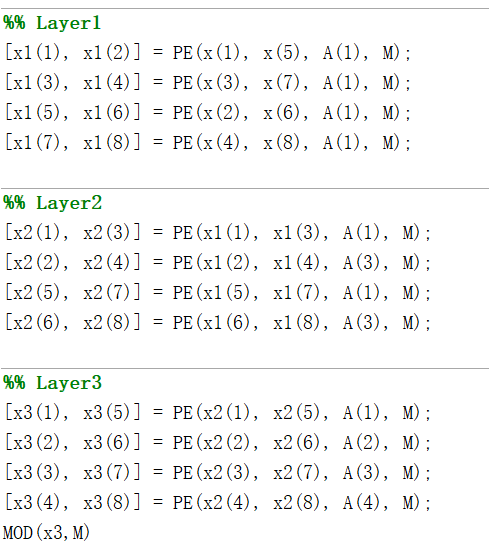 %% Layer1
[x1(1), x1(2)] = PE(x(1), x(5), A(1), M);
[x1(3), x1(4)] = PE(x(3), x(7), A(1), M);
[x1(5), x1(6)] = PE(x(2), x(6), A(1), M);
[x1(7), x1(8)] = PE(x(4), x(8), A(1), M);
%% Layer2
[x2(1), x2(3)] = PE(x1(1), x1(3), A(1), M);
[x2(2), x2(4)] = PE(x1(2), x1(4), A(3), M);
[x2(5), x2(7)] = PE(x1(5), x1(7), A(1), M);
[x2(6), x2(8)] = PE(x1(6), x1(8), A(3), M);
%% Layer3
[x3(1), x3(5)] = PE(x2(1), x2(5), A(1), M);
[x3(2), x3(6)] = PE(x2(2), x2(6), A(2), M);
[x3(3), x3(7)] = PE(x2(3), x2(7), A(3), M);
[x3(4), x3(8)] = PE(x2(4), x2(8), A(4), M);
MOD(x3,M)